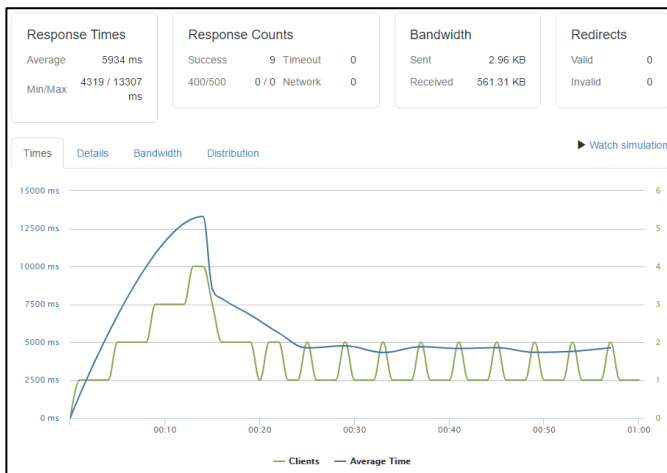 Response Times
Average 5934 ms
Min/Max 4319 / 13307 ms
Response Counts
Success 9 Timeout 0
400/500 0 / 0 Network 0
Bandwidth
Sent 2.96 KB
Received 561.31 KB
Redirects
Valid 0
Invalid 0
Times Details Bandwidth Distribution
▶ Watch simulation
15000 ms 6
12500 ms 5
10000 ms 4
7500 ms 3
5000 ms 2
2500 ms 1
0 ms 0
00:10 00:20 00:30 00:40 00:50 01:00
Clients Average Time